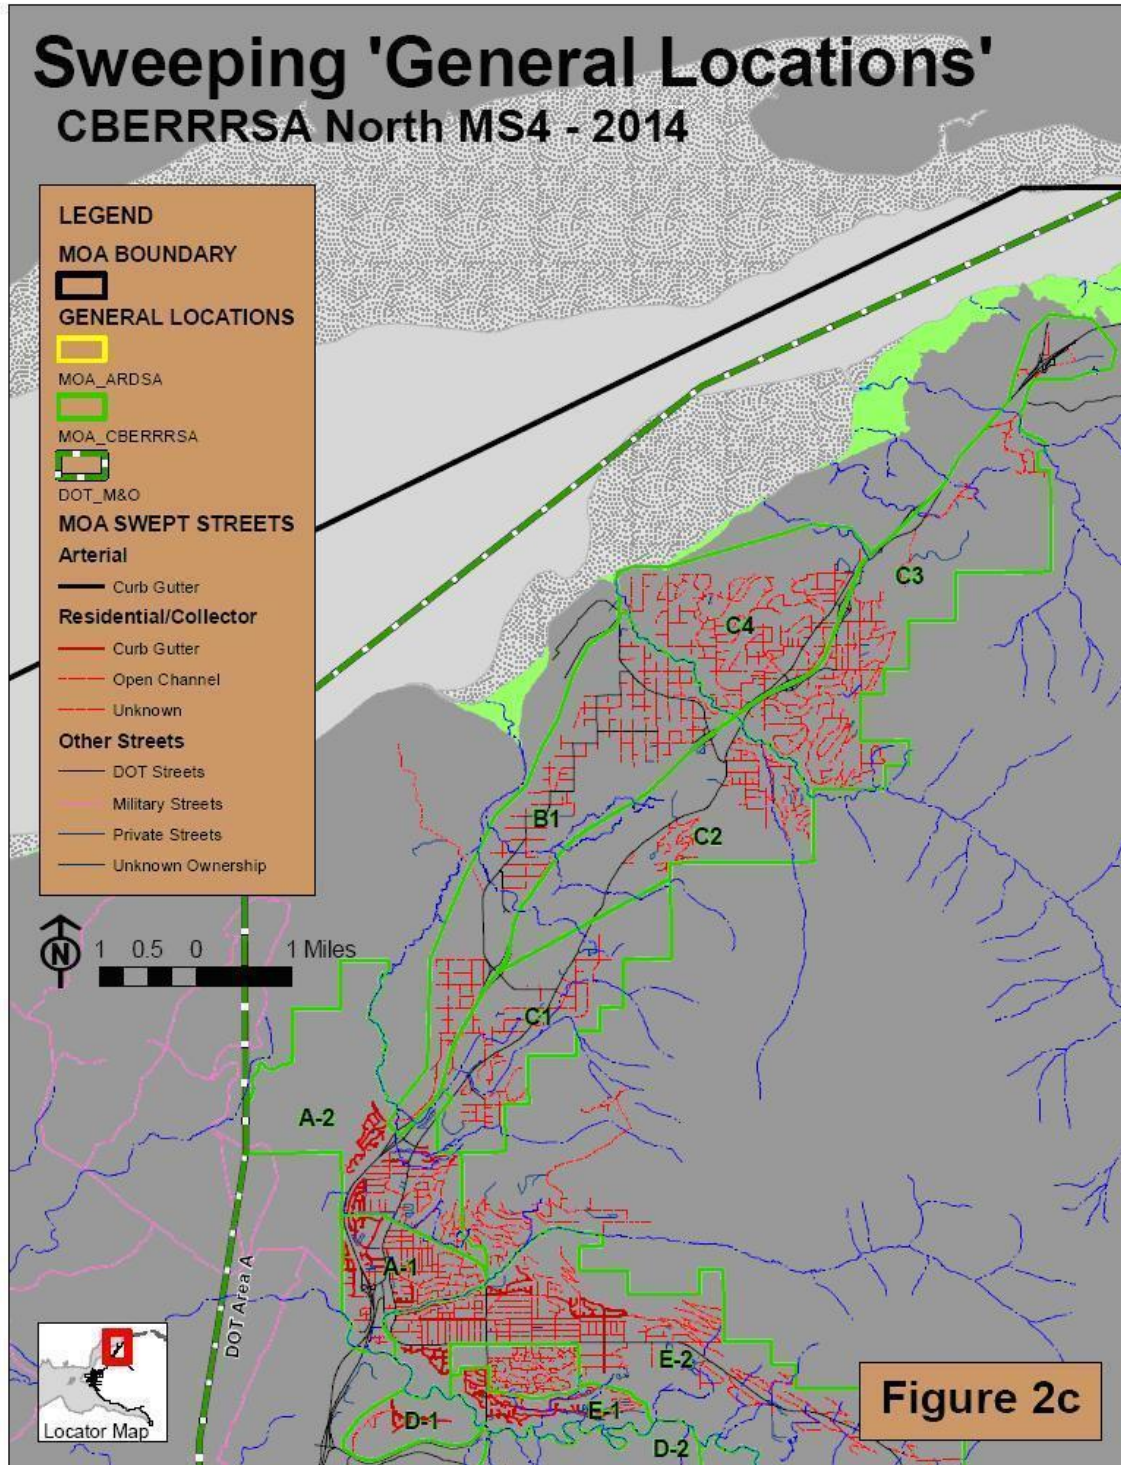 Sweeping 'General Locations'
CBERRRSA North MS4 - 2014
LEGEND
MOA BOUNDARY
GENERAL LOCATIONS
MOA_ARDSA
MOA_CBERRRSA
DOT_M&O
MOA SWEPT STREETS
Arterial
Curb Gutter
Residential/Collector
Curb Gutter
Open Channel
Unknown
Other Streets
DOT Streets
Military Streets
Private Streets
Unknown Ownership
N
1 0.5 0 1 Miles
C3
C4
B1
C2
C1
A-2
A-1
DOT Area A
E-2
E-1
D-1
D-2
Locator Map
Figure 2c